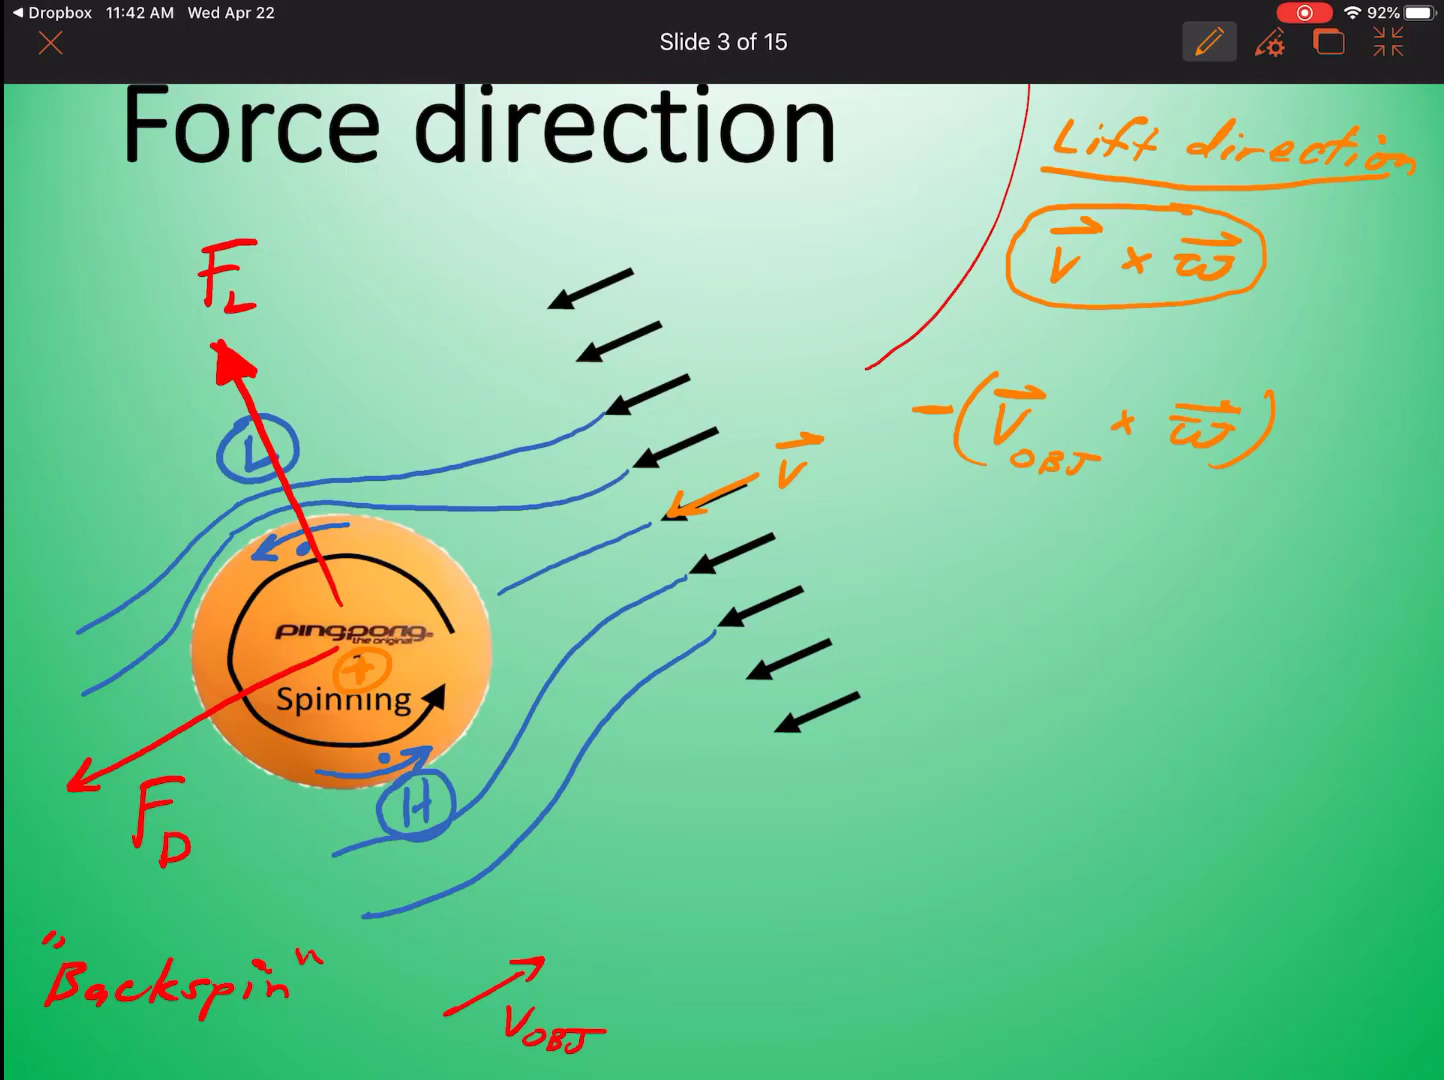 ◀ Dropbox 11:42 AM Wed Apr 22 92%
Slide 3 of 15
Force direction
Lift direction
V × ω
F_L
-(V_OBJ × ω)
L
V
pingpong
the original
+
Spinning
H
F_D
"Backspin"
V_OBJ